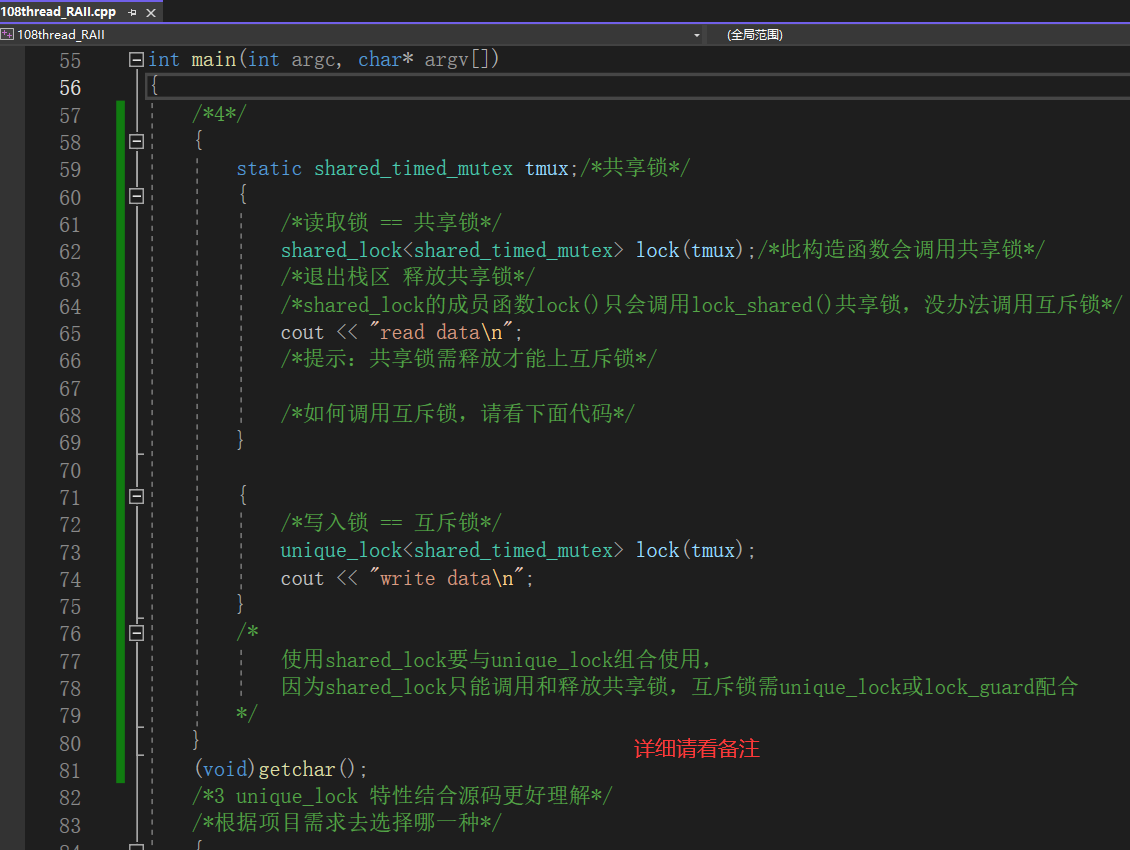 108thread_RAII.cpp
108thread_RAII (全局范围)
55 int main(int argc, char* argv[])
56 {
57 /*4*/
58 {
59 static shared_timed_mutex tmux;/*共享锁*/
60 {
61 /*读取锁 == 共享锁*/
62 shared_lock<shared_timed_mutex> lock(tmux);/*此构造函数会调用共享锁*/
63 /*退出栈区 释放共享锁*/
64 /*shared_lock的成员函数lock()只会调用lock_shared()共享锁，没办法调用互斥锁*/
65 cout << "read data\n";
66 /*提示：共享锁需释放才能上互斥锁*/
67
68 /*如何调用互斥锁，请看下面代码*/
69 }
70
71 {
72 /*写入锁 == 互斥锁*/
73 unique_lock<shared_timed_mutex> lock(tmux);
74 cout << "write data\n";
75 }
76 /*
77 使用shared_lock要与unique_lock组合使用，
78 因为shared_lock只能调用和释放共享锁，互斥锁需unique_lock或lock_guard配合
79 */
80 }
详细请看备注
81 (void)getchar();
82 /*3 unique_lock 特性结合源码更好理解*/
83 /*根据项目需求去选择哪一种*/